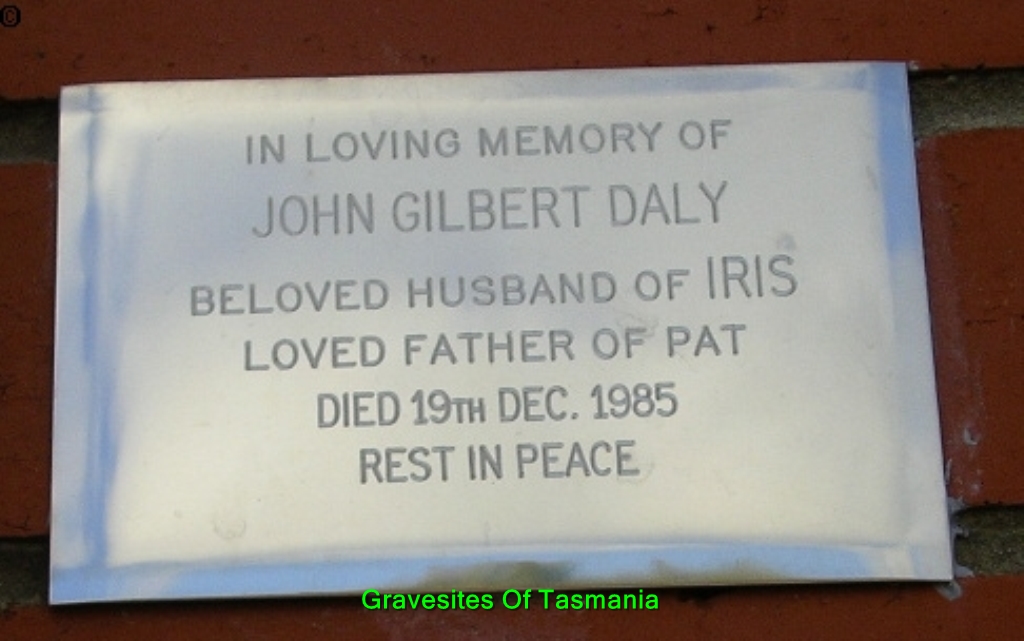 ©
IN LOVING MEMORY OF
JOHN GILBERT DALY
BELOVED HUSBAND OF IRIS
LOVED FATHER OF PAT
DIED 19TH DEC. 1985
REST IN PEACE
Gravesites Of Tasmania